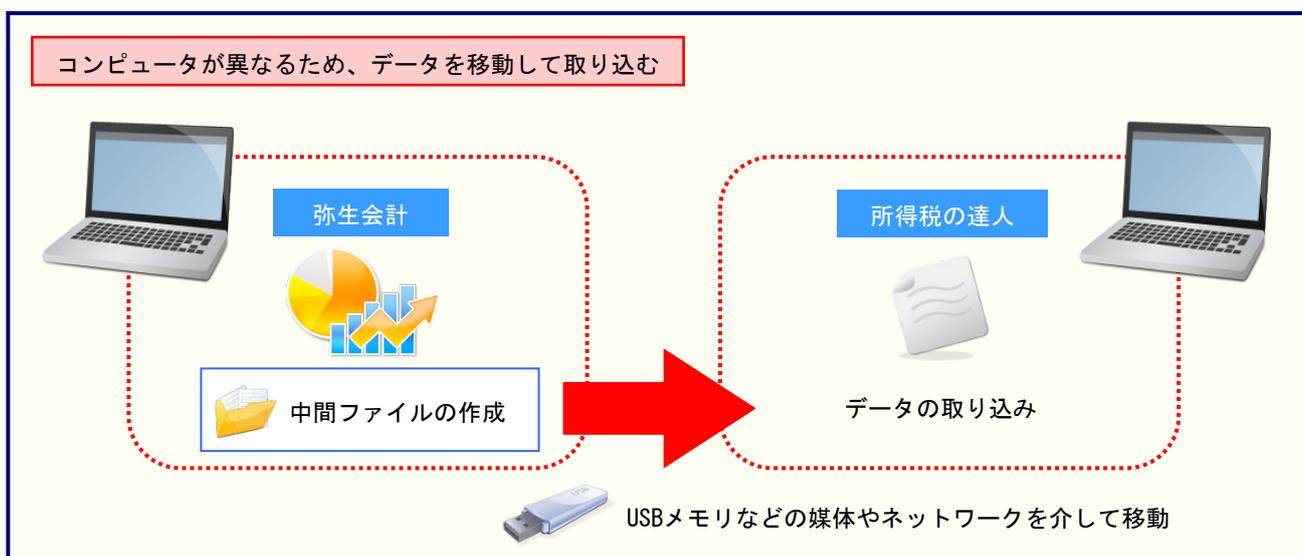 コンピュータが異なるため、データを移動して取り込む
弥生会計
所得税の達人
中間ファイルの作成
データの取り込み
USB
USBメモリなどの媒体やネットワークを介して移動